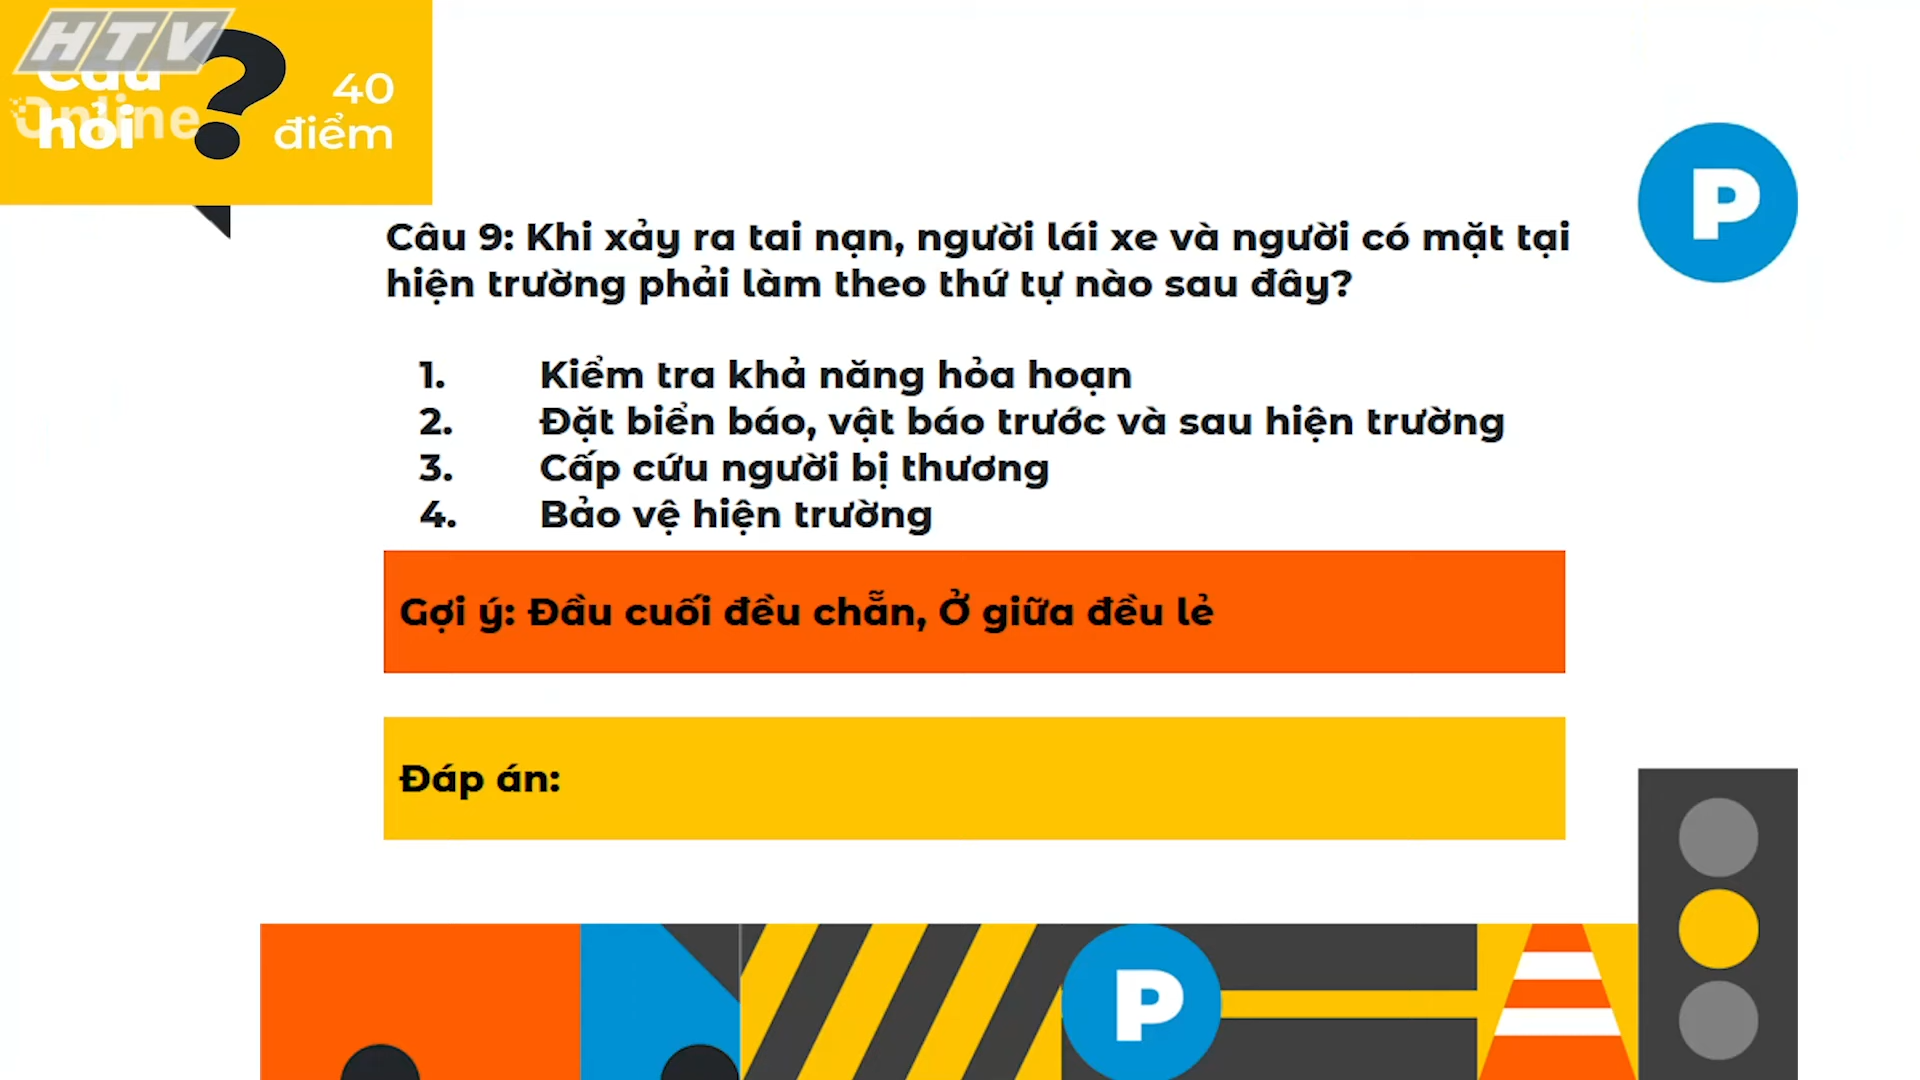 HTV
Online
Câu
hỏi
?
40
điểm
P
Câu 9: Khi xảy ra tai nạn, người lái xe và người có mặt tại
hiện trường phải làm theo thứ tự nào sau đây?
1. Kiểm tra khả năng hỏa hoạn
2. Đặt biển báo, vật báo trước và sau hiện trường
3. Cấp cứu người bị thương
4. Bảo vệ hiện trường
Gợi ý: Đầu cuối đều chẵn, Ở giữa đều lẻ
Đáp án:
P